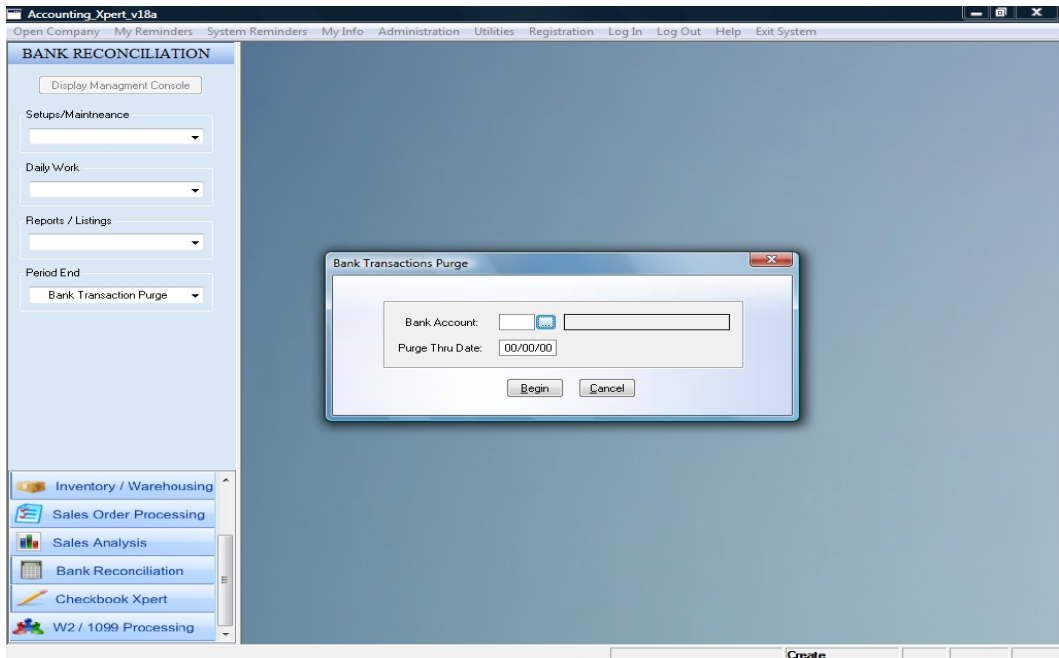 Accounting_Xpert_v18a
Open Company My Reminders System Reminders My Info Administration Utilities Registration Log In Log Out Help Exit System
BANK RECONCILIATION
Display Managment Console
Setups/Maintneance
Daily Work
Reports / Listings
Period End
Bank Transaction Purge
Bank Transactions Purge
Bank Account: ...
Purge Thru Date: 00/00/00
Begin Cancel
Inventory / Warehousing
Sales Order Processing
Sales Analysis
Bank Reconciliation
Checkbook Xpert
W2 / 1099 Processing
Create